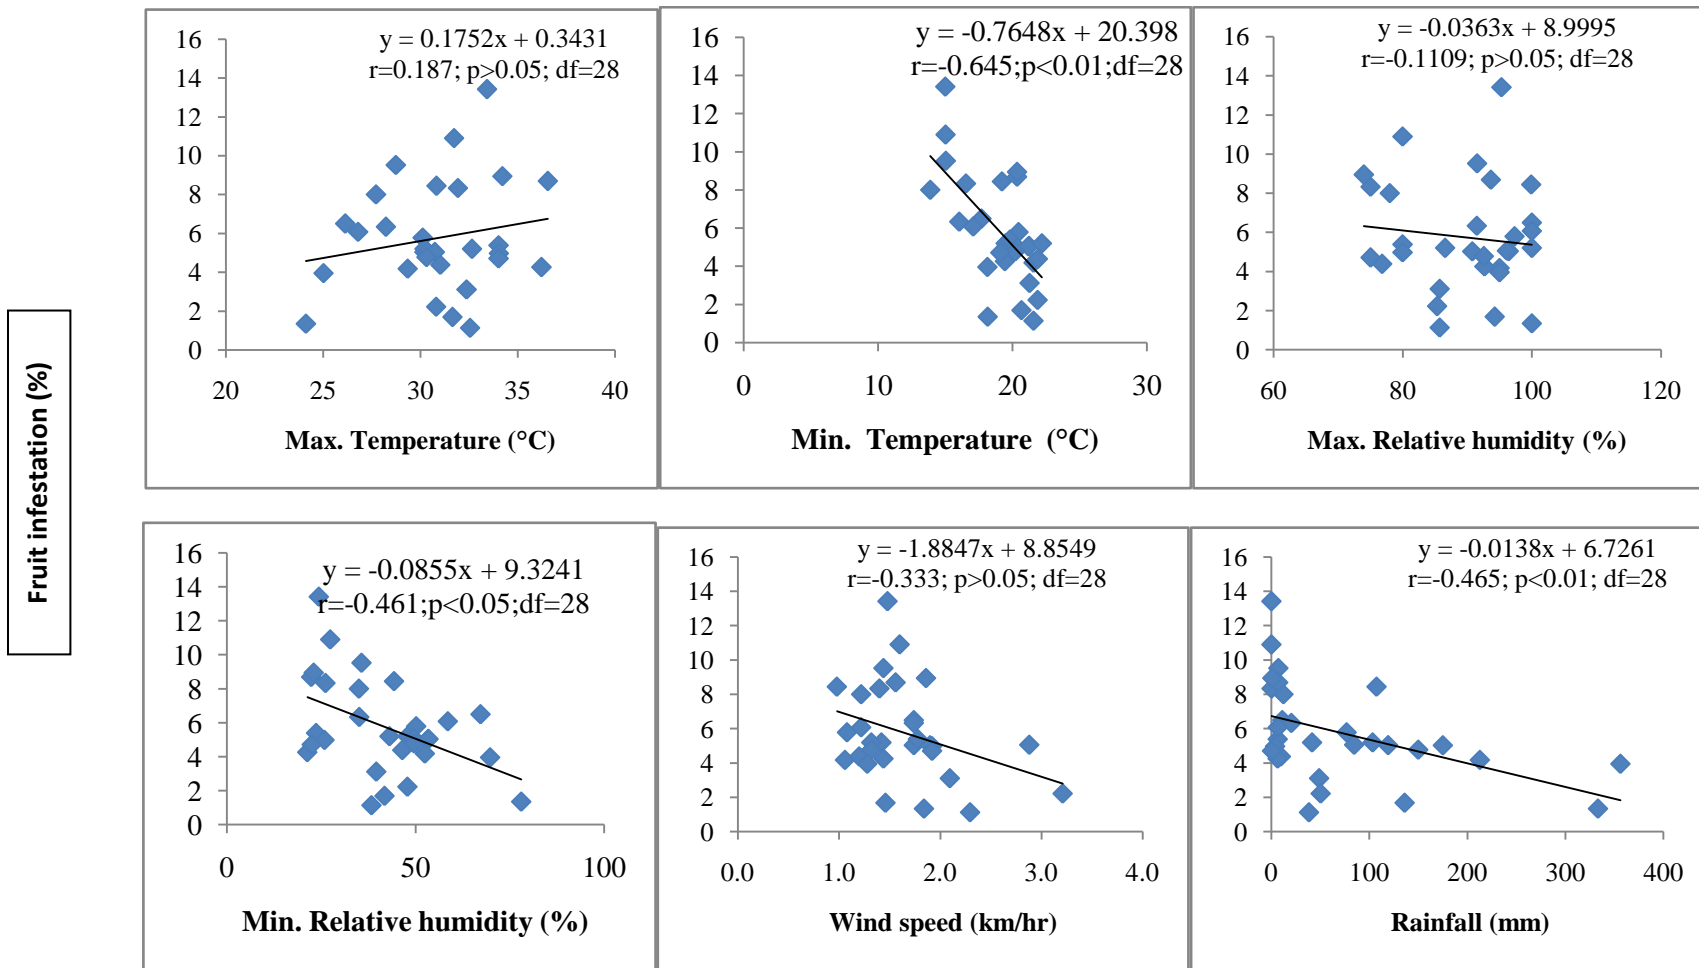 Fruit infestation (%)
y = 0.1752x + 0.3431
r=0.187; p>0.05; df=28
16
14
12
10
8
6
4
2
0
20 25 30 35 40
Max. Temperature (°C)
y = -0.7648x + 20.398
r=-0.645;p<0.01;df=28
16
14
12
10
8
6
4
2
0
0 10 20 30
Min. Temperature (°C)
y = -0.0363x + 8.9995
r=-0.1109; p>0.05; df=28
16
14
12
10
8
6
4
2
0
60 80 100 120
Max. Relative humidity (%)
y = -0.0855x + 9.3241
r=-0.461;p<0.05;df=28
16
14
12
10
8
6
4
2
0
0 50 100
Min. Relative humidity (%)
y = -1.8847x + 8.8549
r=-0.333; p>0.05; df=28
16
14
12
10
8
6
4
2
0
0.0 1.0 2.0 3.0 4.0
Wind speed (km/hr)
y = -0.0138x + 6.7261
r=-0.465; p<0.01; df=28
16
14
12
10
8
6
4
2
0
0 100 200 300 400
Rainfall (mm)